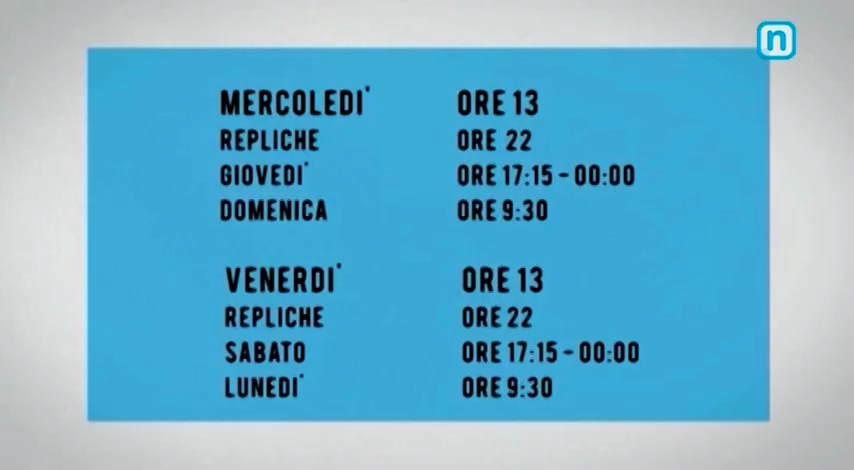 n
MERCOLEDI' ORE 13
REPLICHE ORE 22
GIOVEDI' ORE 17:15 - 00:00
DOMENICA ORE 9:30
VENERDI' ORE 13
REPLICHE ORE 22
SABATO ORE 17:15 - 00:00
LUNEDI' ORE 9:30